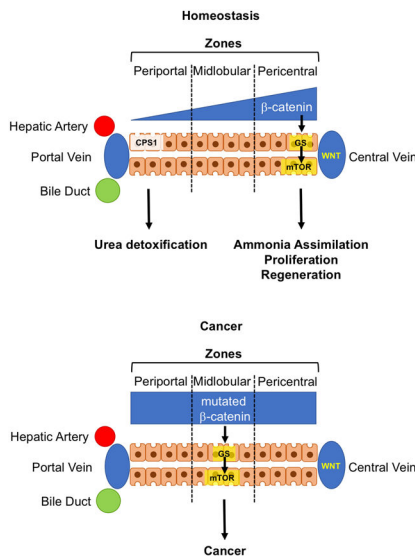 Homeostasis
Zones
Periportal Midlobular Pericentral
β-catenin
Hepatic Artery
CPS1
GS
Portal Vein
WNT
Central Vein
mTOR
Bile Duct
Urea detoxification
Ammonia Assimilation
Proliferation
Regeneration
Cancer
Zones
Periportal Midlobular Pericentral
mutated
β-catenin
Hepatic Artery
GS
Portal Vein
WNT
Central Vein
mTOR
Bile Duct
Cancer